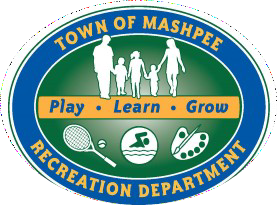 TOWN OF MASHPEE
Play • Learn • Grow
RECREATION DEPARTMENT